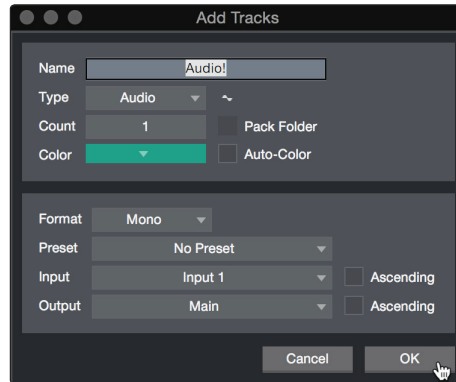 Add Tracks
Name Audio!
Type Audio
Count 1 Pack Folder
Color Auto-Color
Format Mono
Preset No Preset
Input Input 1 Ascending
Output Main Ascending
Cancel OK